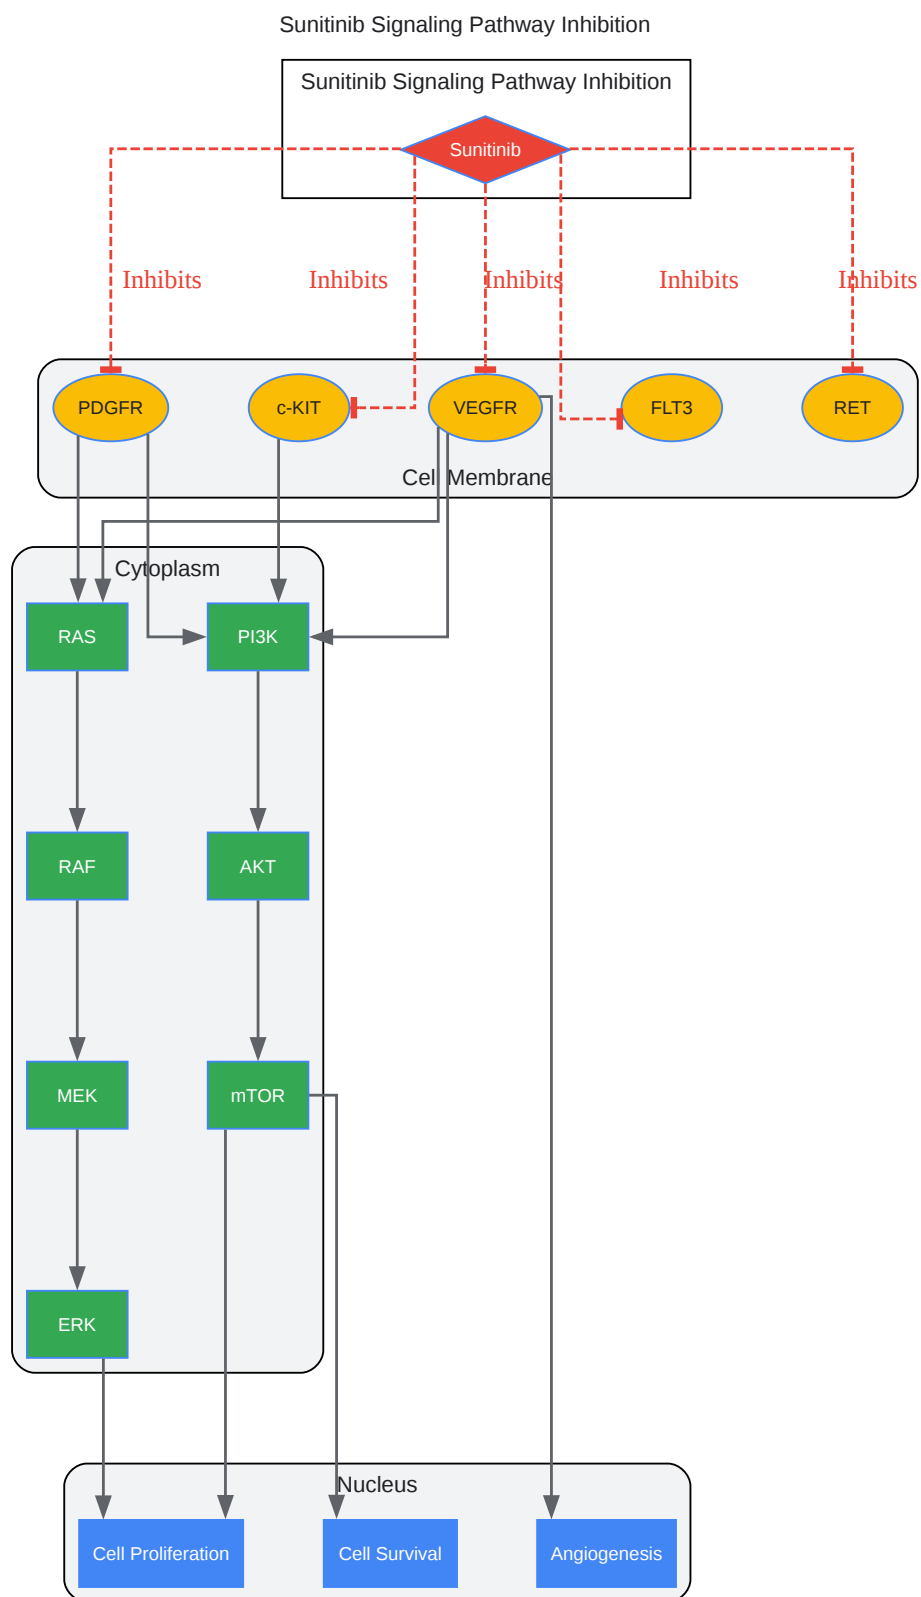 Sunitinib Signaling Pathway Inhibition
Sunitinib Signaling Pathway Inhibition
Sunitinib
Inhibits
Inhibits
Inhibits
Inhibits
Inhibits
PDGFR
c-KIT
VEGFR
FLT3
RET
Cell Membrane
Cytoplasm
RAS
PI3K
RAF
AKT
MEK
mTOR
ERK
Nucleus
Cell Proliferation
Cell Survival
Angiogenesis